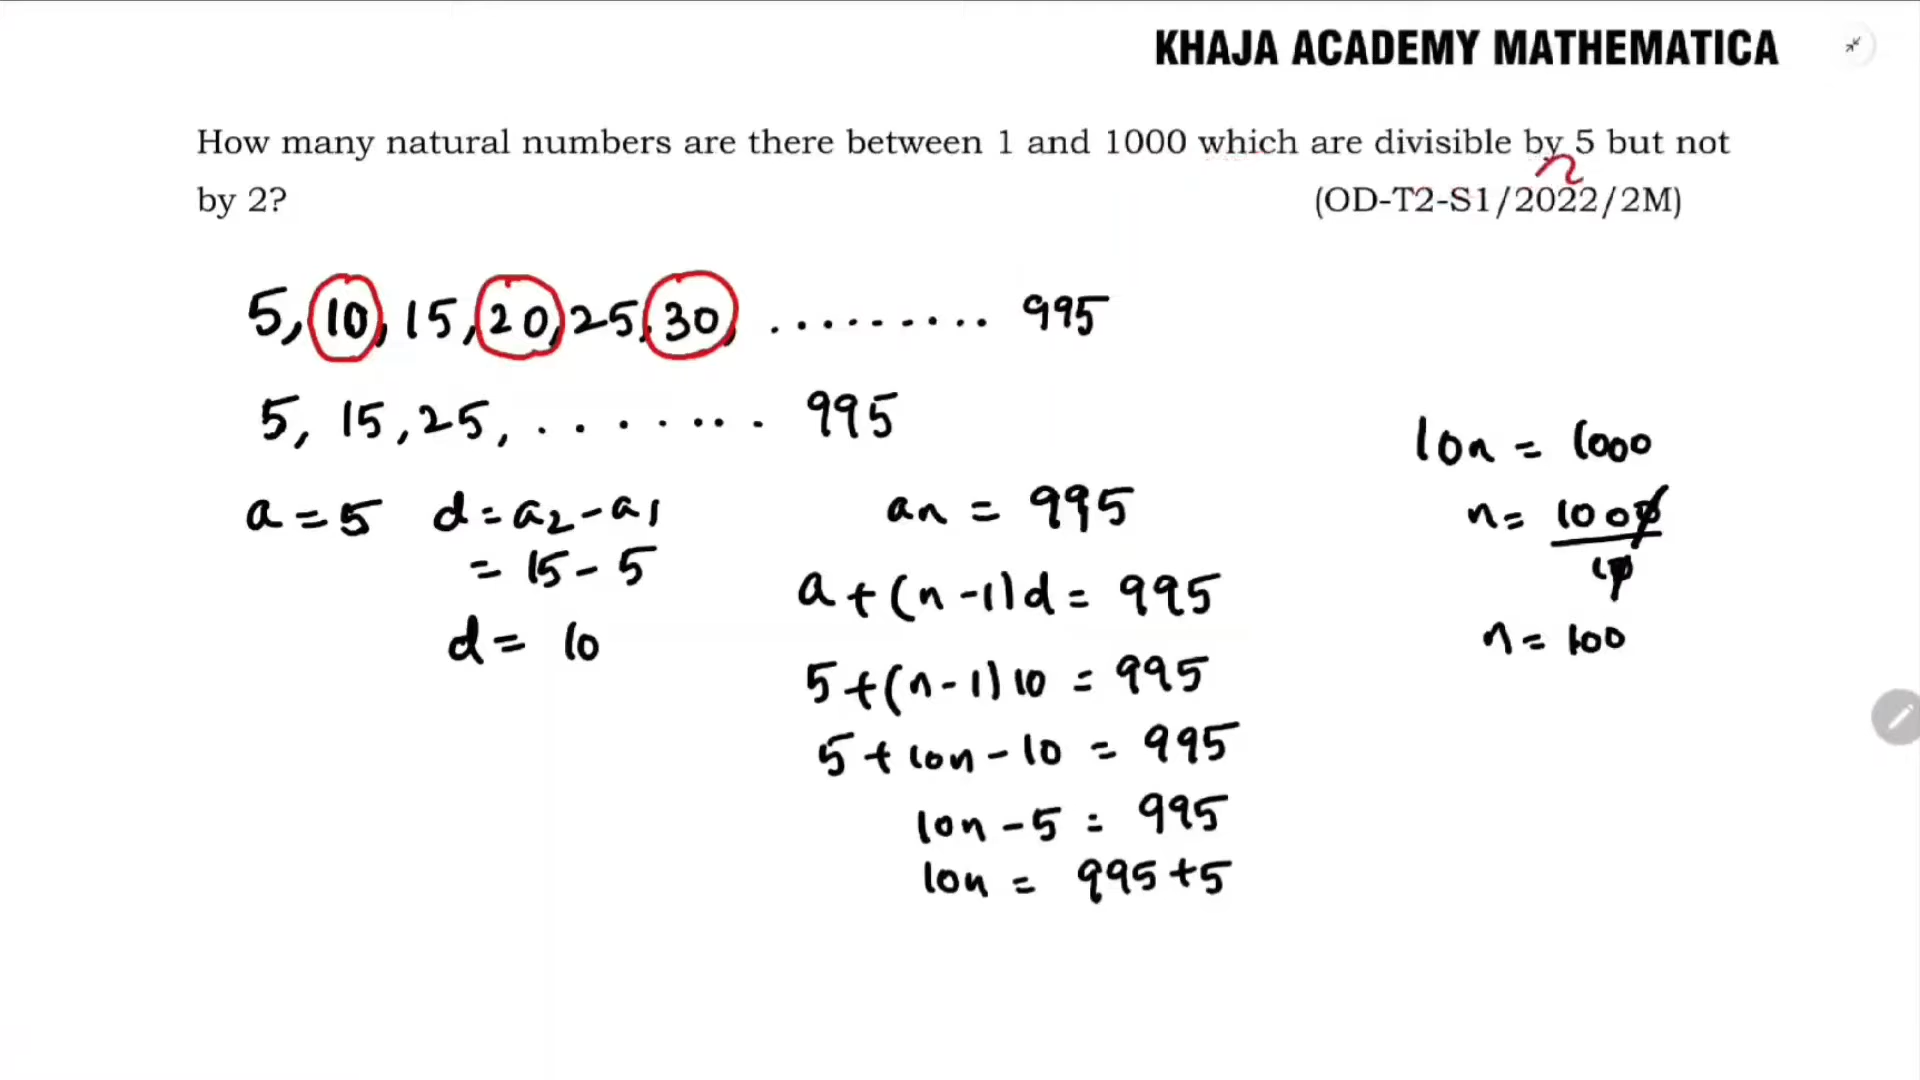 KHAJA ACADEMY MATHEMATICA
How many natural numbers are there between 1 and 1000 which are divisible by 5 but not
by 2? (OD-T2-S1/2022/2M)
5, 10, 15, 20, 25, 30, ......... 995
5, 15, 25, ........ 995
a = 5 d = a2 - a1
= 15 - 5
d = 10
an = 995
a + (n - 1)d = 995
5 + (n - 1) 10 = 995
5 + 10n - 10 = 995
10n - 5 = 995
10n = 995 + 5
10n = 1000
n = 1000
10
n = 100